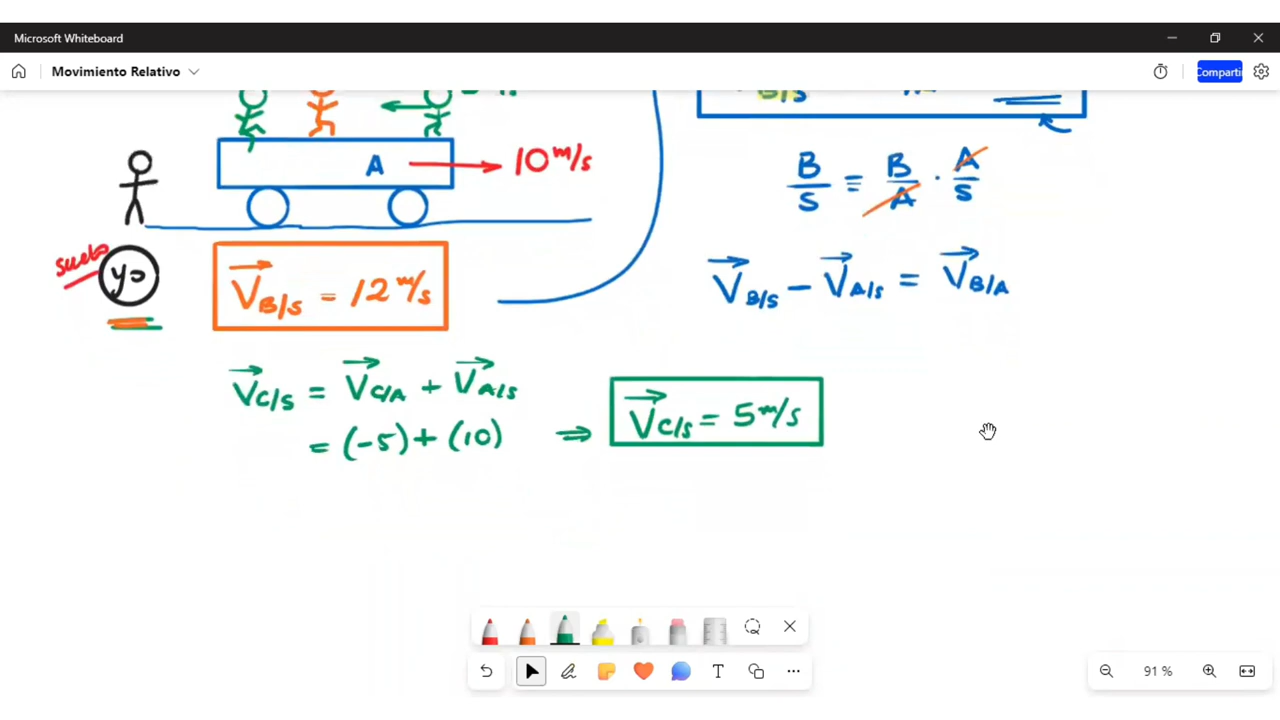 Microsoft Whiteboard
Movimiento Relativo
Comparti
B/S
A 10 m/s
B/S = B/A · A/S
suelo
yo
V⃗B/S = 12 m/s
V⃗B/S − V⃗A/S = V⃗B/A
V⃗C/S = V⃗C/A + V⃗A/S
= (-5) + (10) ⇒ V⃗C/S = 5 m/s
T
91 %